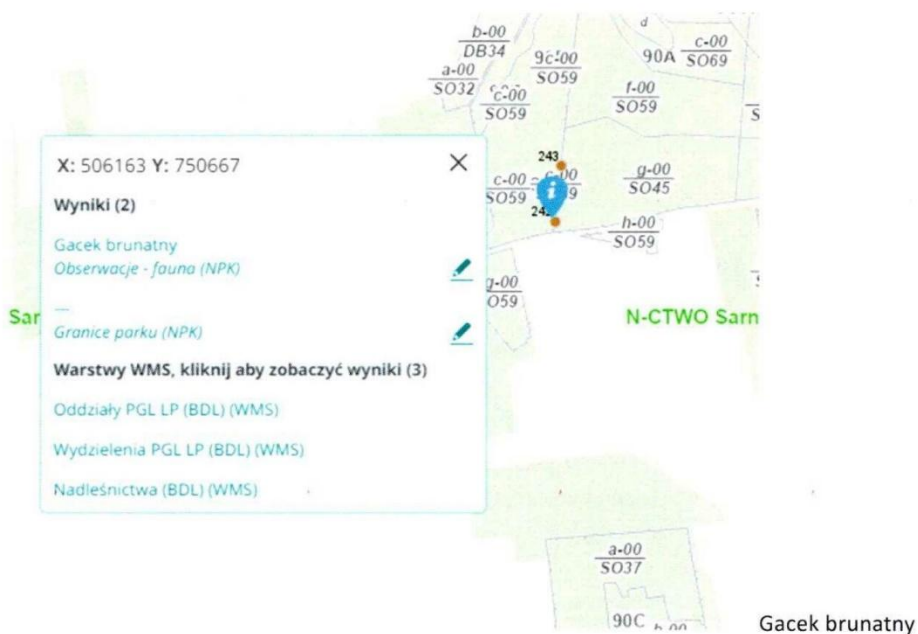 b-00
DB34
a-00
SO32
c-00
SO59
9c-00
SO59
d
90A
c-00
SO69
f-00
SO59
243
c-00
SO59
g-00
SO45
h-00
SO59
g-00
O59
X: 506163 Y: 750667
Wyniki (2)
Gacek brunatny
Obserwacje - fauna (NPK)
—
Granice parku (NPK)
Warstwy WMS, kliknij aby zobaczyć wyniki (3)
Oddziały PGL LP (BDL) (WMS)
Wydzielenia PGL LP (BDL) (WMS)
Nadleśnictwa (BDL) (WMS)
Sar
N-CTWO Sarn
a-00
SO37
90C
Gacek brunatny